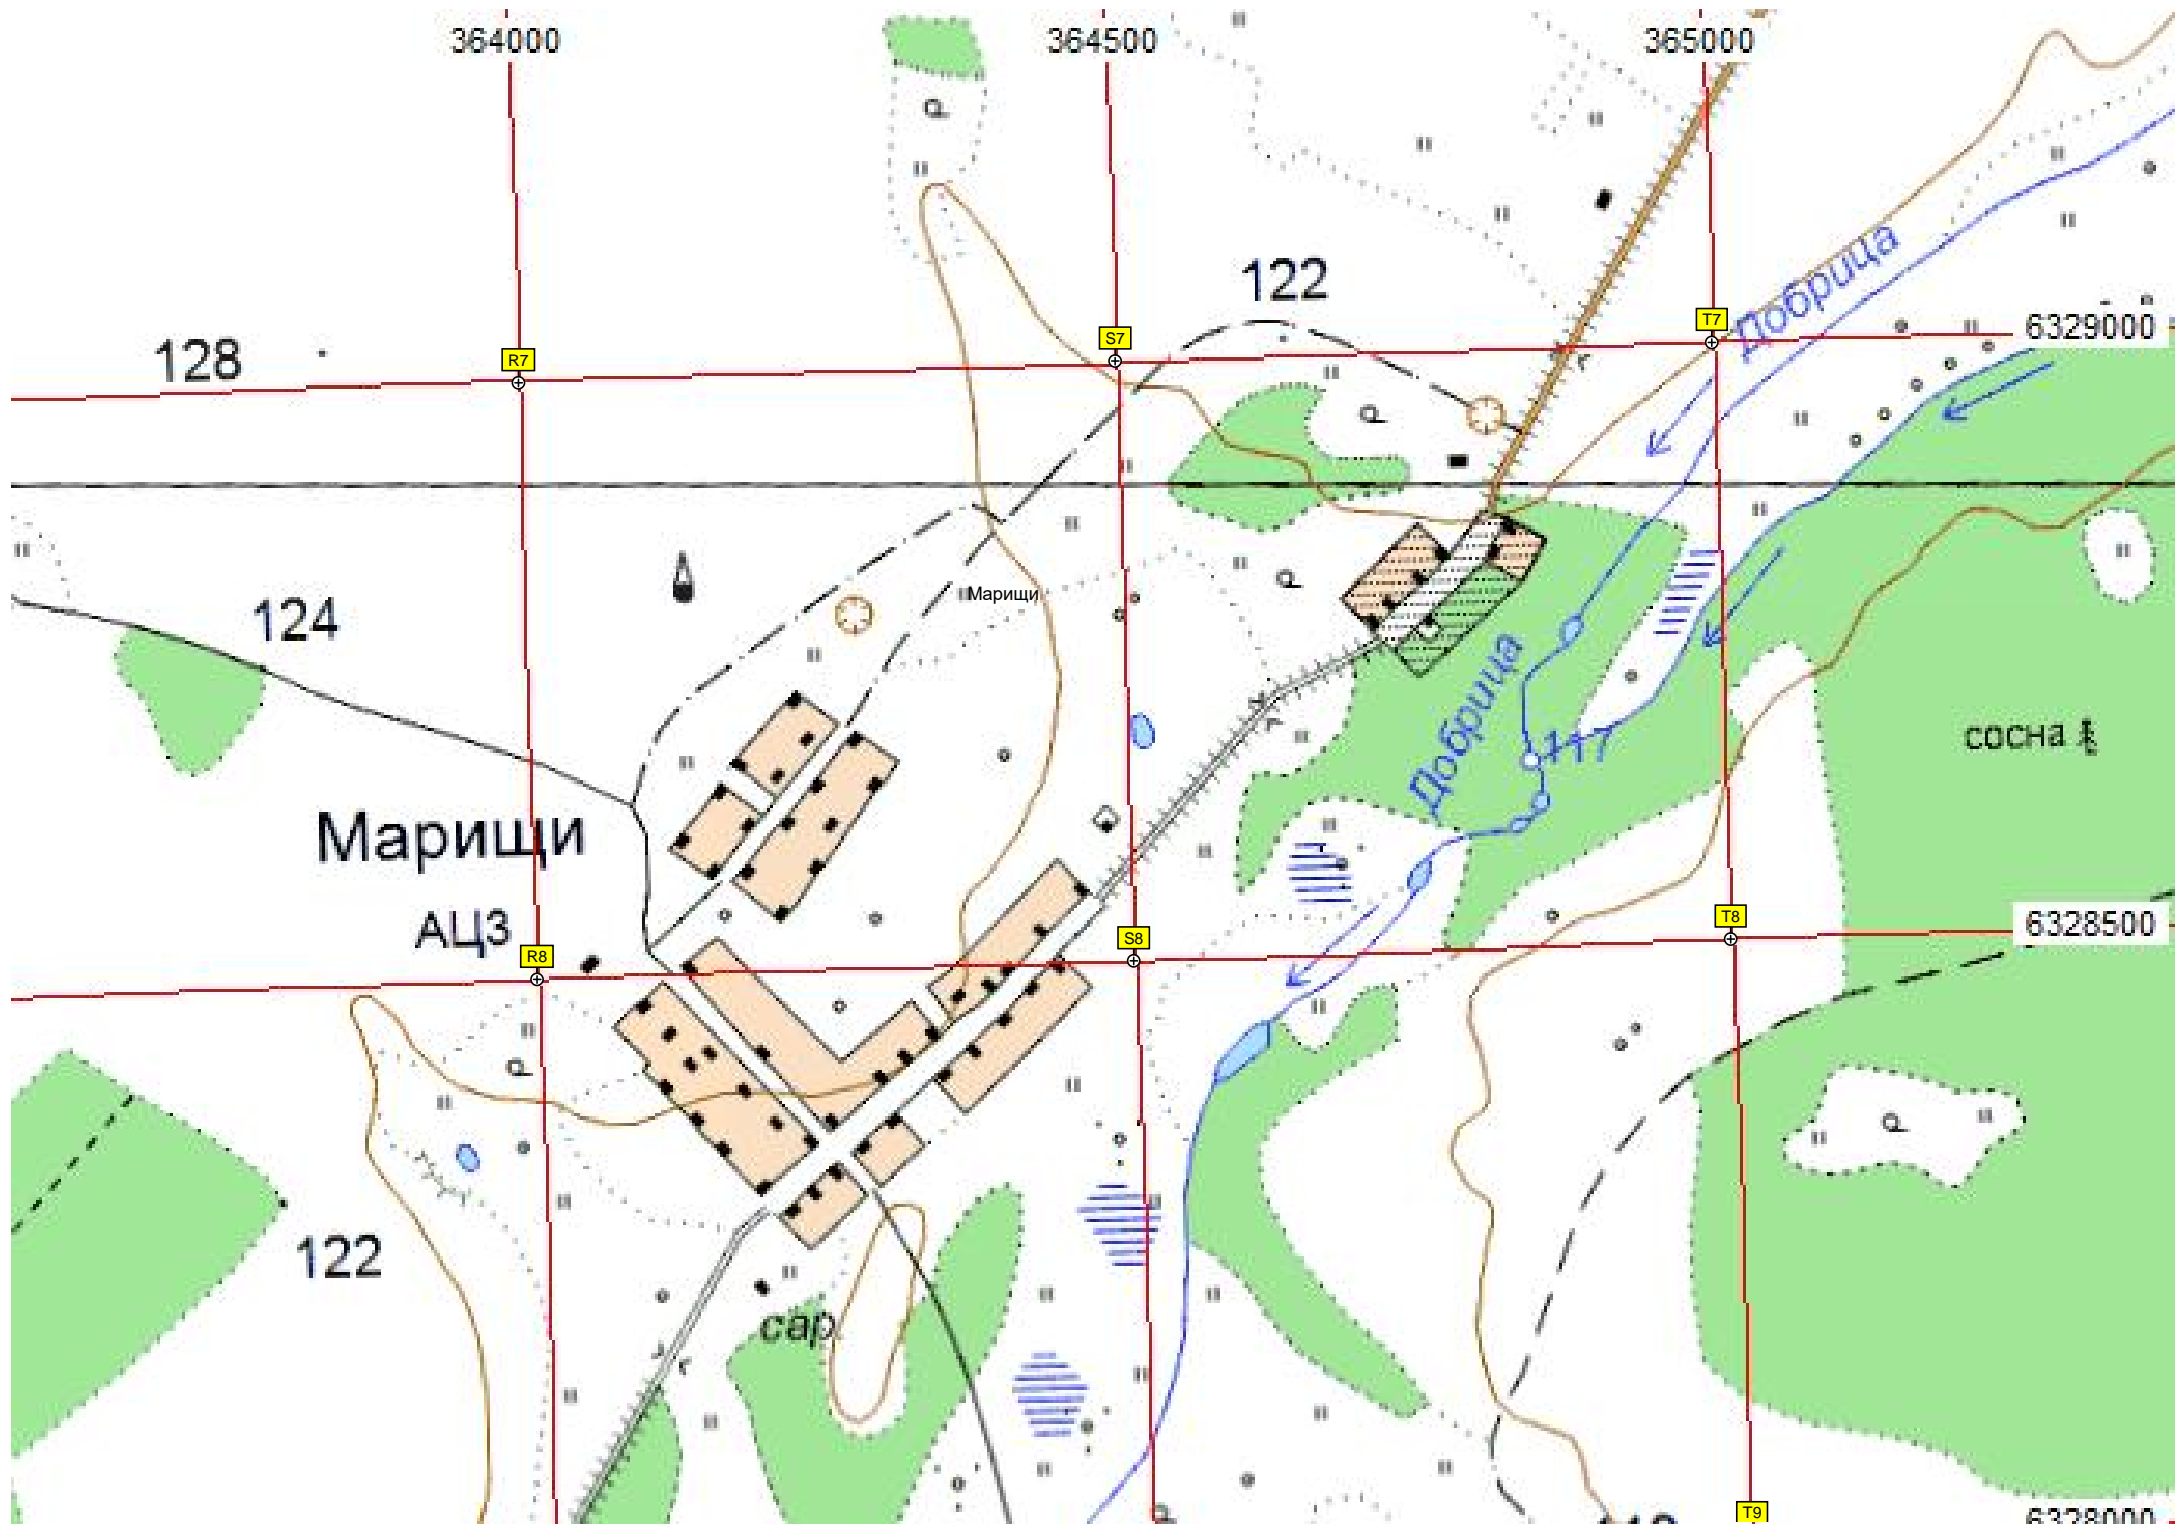 364000
364500
365000
Р
122
Добрица
6329000
128
R7
S7
T7
Р
Р
124
Марищи
Добрица
сосна
Марищи
АЦЗ
R8
S8
T8
6328500
Р
Р
122
сар.
T9